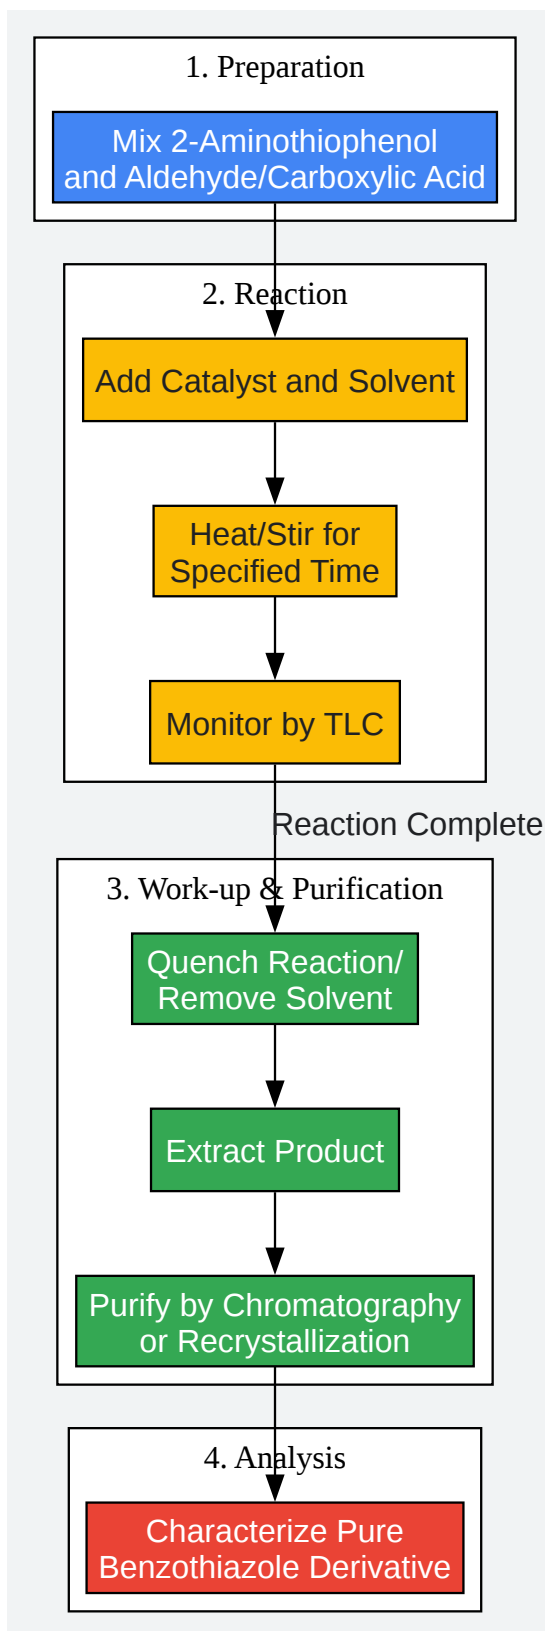 1. Preparation
Mix 2-Aminothiophenol
and Aldehyde/Carboxylic Acid
2. Reaction
Add Catalyst and Solvent
Heat/Stir for
Specified Time
Monitor by TLC
Reaction Complete
3. Work-up & Purification
Quench Reaction/
Remove Solvent
Extract Product
Purify by Chromatography
or Recrystallization
4. Analysis
Characterize Pure
Benzothiazole Derivative